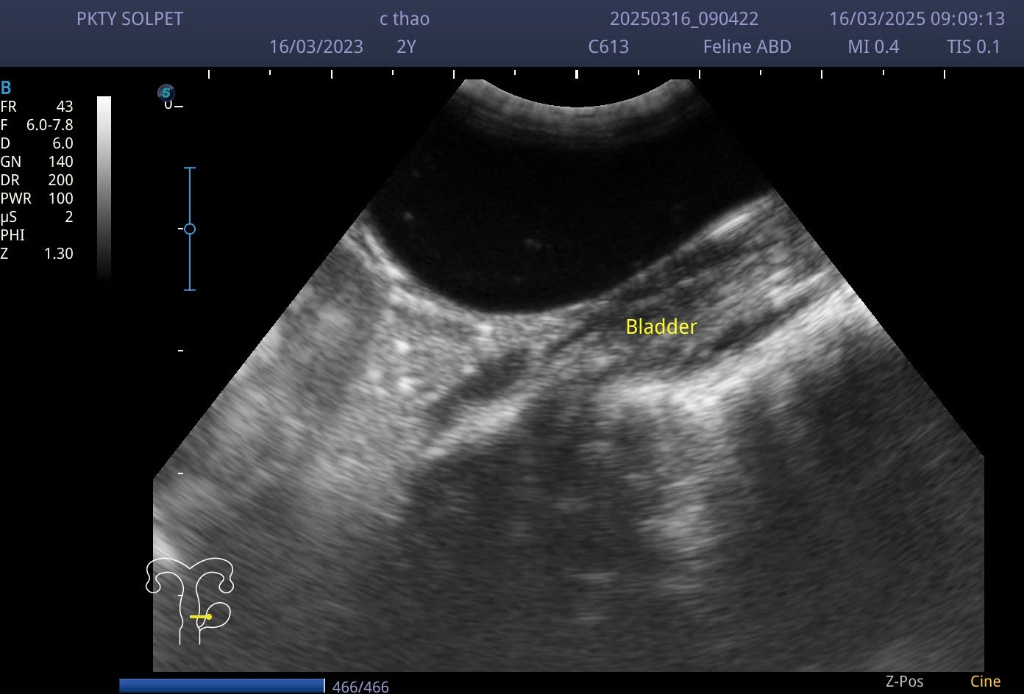 PKTY SOLPET c thao 20250316_090422 16/03/2025 09:09:13
16/03/2023 2Y C613 Feline ABD MI 0.4 TIS 0.1
B
S
0
FR 43
F 6.0-7.8
D 6.0
GN 140
DR 200
PWR 100
µS 2
PHI
Z 1.30
Bladder
466/466
Z-Pos Cine